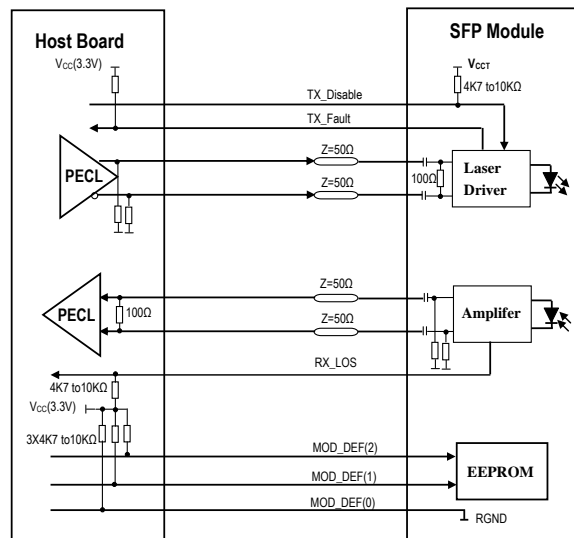 Host Board
SFP Module
VCC(3.3V)
VCCT
4K7 to10KΩ
TX_Disable
TX_Fault
PECL
Z=50Ω
Z=50Ω
100Ω
Laser
Driver
PECL
100Ω
Z=50Ω
Z=50Ω
Amplifer
RX_LOS
4K7 to10KΩ
VCC(3.3V)
3X4K7 to10KΩ
MOD_DEF(2)
MOD_DEF(1)
EEPROM
MOD_DEF(0)
RGND